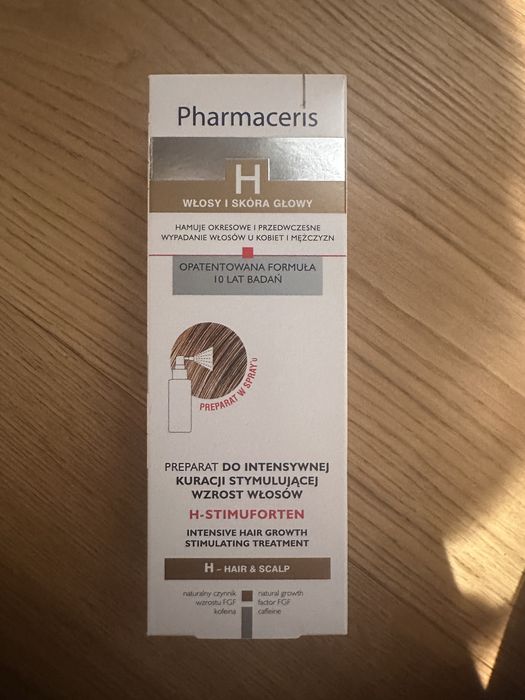 Pharmaceris
H
WŁOSY I SKÓRA GŁOWY
HAMUJE OKRESOWE I PRZEDWCZESNE
WYPADANIE WŁOSÓW U KOBIET I MĘŻCZYZN
OPATENTOWANA FORMUŁA
10 LAT BADAŃ
PREPARAT W SPRAY'U
PREPARAT DO INTENSYWNEJ
KURACJI STYMULUJĄCEJ
WZROST WŁOSÓW
H-STIMUFORTEN
INTENSIVE HAIR GROWTH
STIMULATING TREATMENT
H – HAIR & SCALP
naturalny czynnik natural growth
wzrostu FGF factor FGF
kofeina caffeine